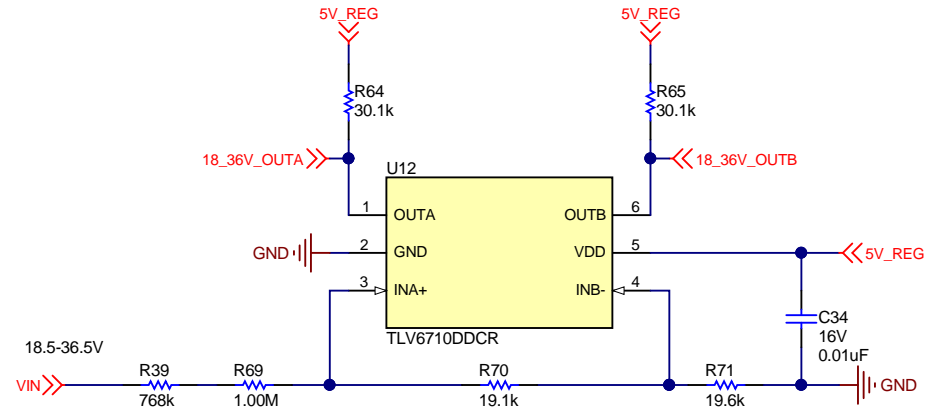 5V_REG
5V_REG
R64
30.1k
R65
30.1k
18_36V_OUTA
18_36V_OUTB
U12
1
OUTA
OUTB
6
GND
2
GND
VDD
5
5V_REG
3
INA+
INB-
4
TLV6710DDCR
C34
16V
0.01uF
18.5-36.5V
VIN
R39
768k
R69
1.00M
R70
19.1k
R71
19.6k
GND